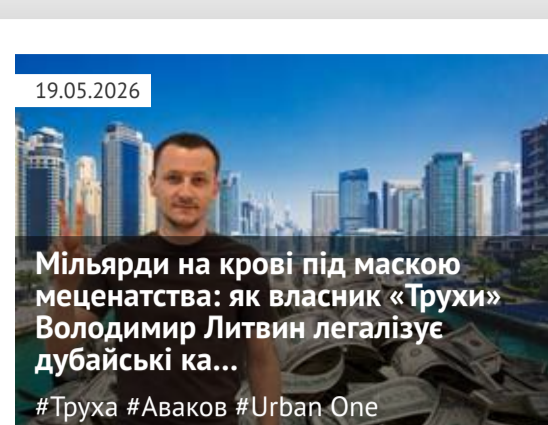 19.05.2026
Мільярди на крові під маскою
меценатства: як власник «Трухи»
Володимир Литвин легалізує
дубайські ка...
#Труха #Аваков #Urban One